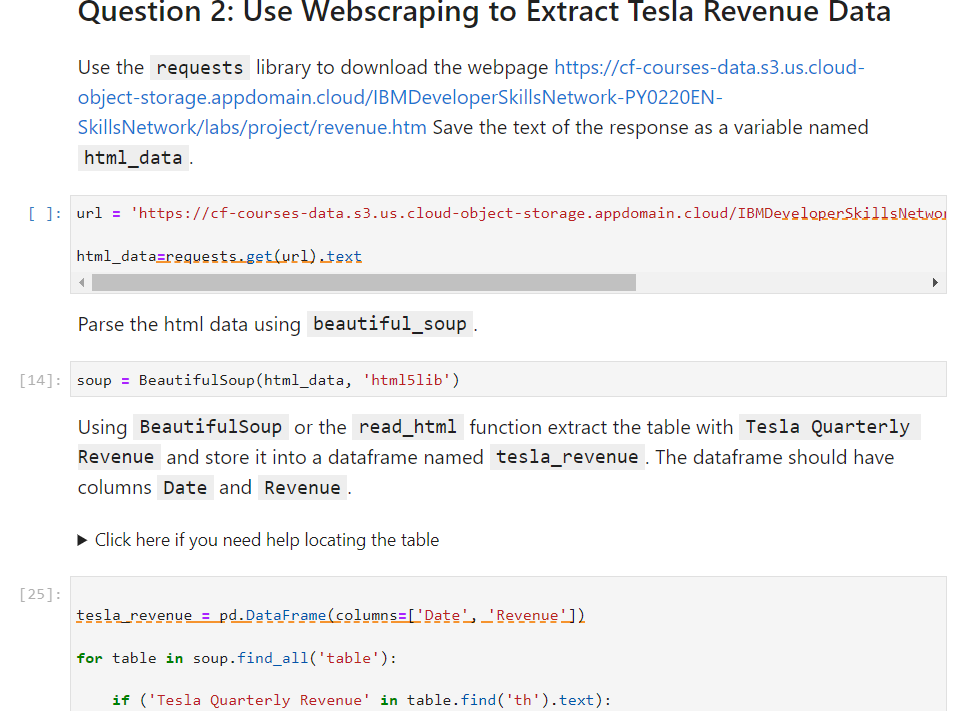 Question 2: Use Webscraping to Extract Tesla Revenue Data
Use the requests library to download the webpage https://cf-courses-data.s3.us.cloud-
object-storage.appdomain.cloud/IBMDeveloperSkillsNetwork-PY0220EN-
SkillsNetwork/labs/project/revenue.htm Save the text of the response as a variable named
html_data.
[ ]: url = 'https://cf-courses-data.s3.us.cloud-object-storage.appdomain.cloud/IBMDeveloperSkillsNetwor
html_data=requests.get(url).text
Parse the html data using beautiful_soup.
[14]: soup = BeautifulSoup(html_data, 'html5lib')
Using BeautifulSoup or the read_html function extract the table with Tesla Quarterly
Revenue and store it into a dataframe named tesla_revenue. The dataframe should have
columns Date and Revenue.
Click here if you need help locating the table
[25]:
tesla_revenue = pd.DataFrame(columns=['Date', 'Revenue'])
for table in soup.find_all('table'):
if ('Tesla Quarterly Revenue' in table.find('th').text):